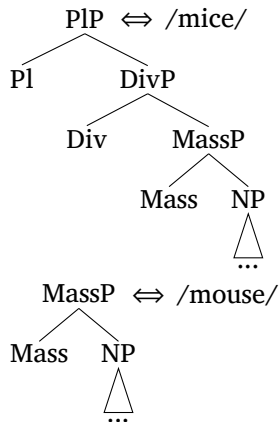 PlP ⇔ /mice/
Pl DivP
Div MassP
Mass NP
...
MassP ⇔ /mouse/
Mass NP
...